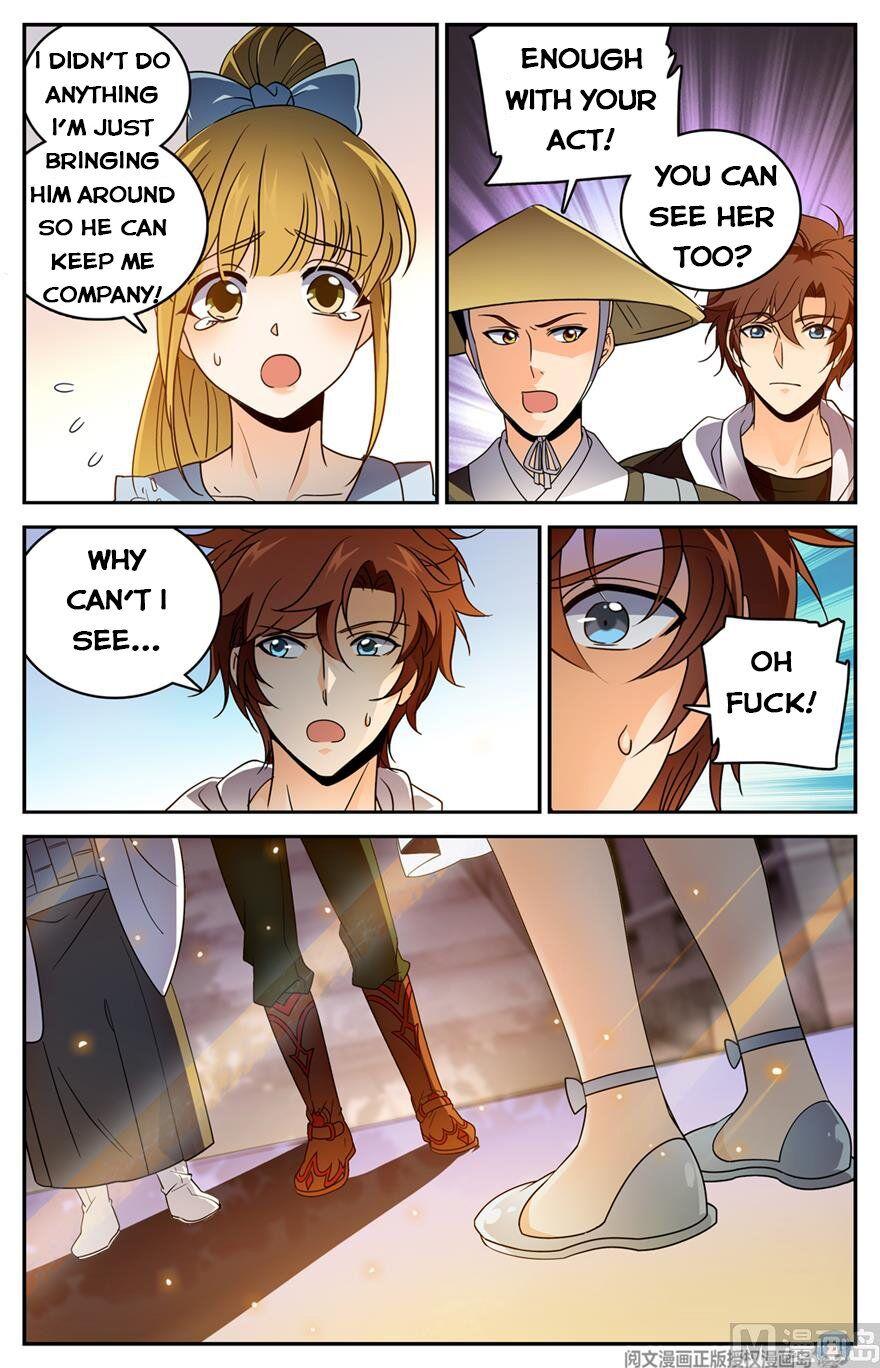 I DIDN'T DO
ANYTHING
I'M JUST
BRINGING
HIM AROUND
SO HE CAN
KEEP ME
COMPANY!
ENOUGH
WITH YOUR
ACT!
YOU CAN
SEE HER
TOO?
WHY
CAN'T I
SEE...
OH
FUCK!
漫画岛
阅文漫画正版授权漫画岛